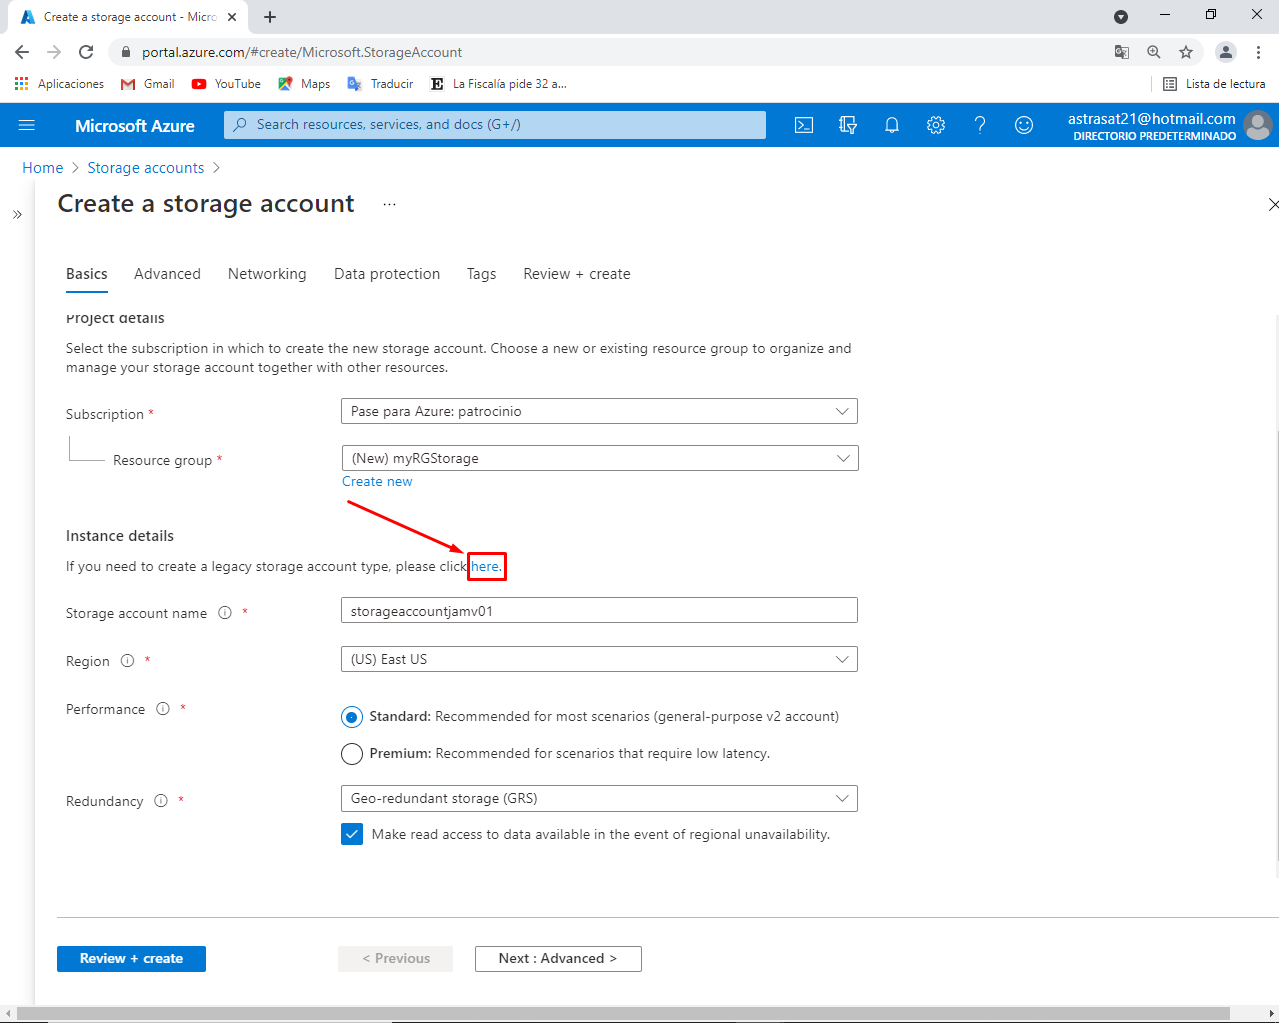 Create a storage account - Micro
portal.azure.com/#create/Microsoft.StorageAccount
Aplicaciones Gmail YouTube Maps Traducir La Fiscalía pide 32 a... Lista de lectura
Microsoft Azure
Search resources, services, and docs (G+/)
astrasat21@hotmail.com
DIRECTORIO PREDETERMINADO
Home > Storage accounts >
Create a storage account ...
Basics Advanced Networking Data protection Tags Review + create
Project details
Select the subscription in which to create the new storage account. Choose a new or existing resource group to organize and
manage your storage account together with other resources.
Subscription * Pase para Azure: patrocinio
Resource group * (New) myRGStorage
Create new
Instance details
If you need to create a legacy storage account type, please click here.
Storage account name * storageaccountjamv01
Region * (US) East US
Performance * Standard: Recommended for most scenarios (general-purpose v2 account)
Premium: Recommended for scenarios that require low latency.
Redundancy * Geo-redundant storage (GRS)
Make read access to data available in the event of regional unavailability.
Review + create < Previous Next : Advanced >